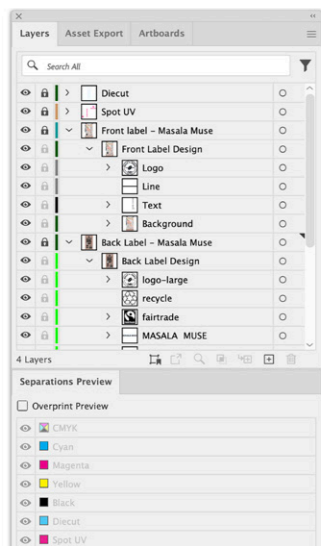 Layers Asset Export Artboards
Search All
Diecut
Spot UV
Front label – Masala Muse
Front Label Design
Logo
Line
Text
Background
Back Label – Masala Muse
Back Label Design
logo-large
recycle
fairtrade
MASALA MUSE
4 Layers
Separations Preview
Overprint Preview
CMYK
Cyan
Magenta
Yellow
Black
Diecut
Spot UV